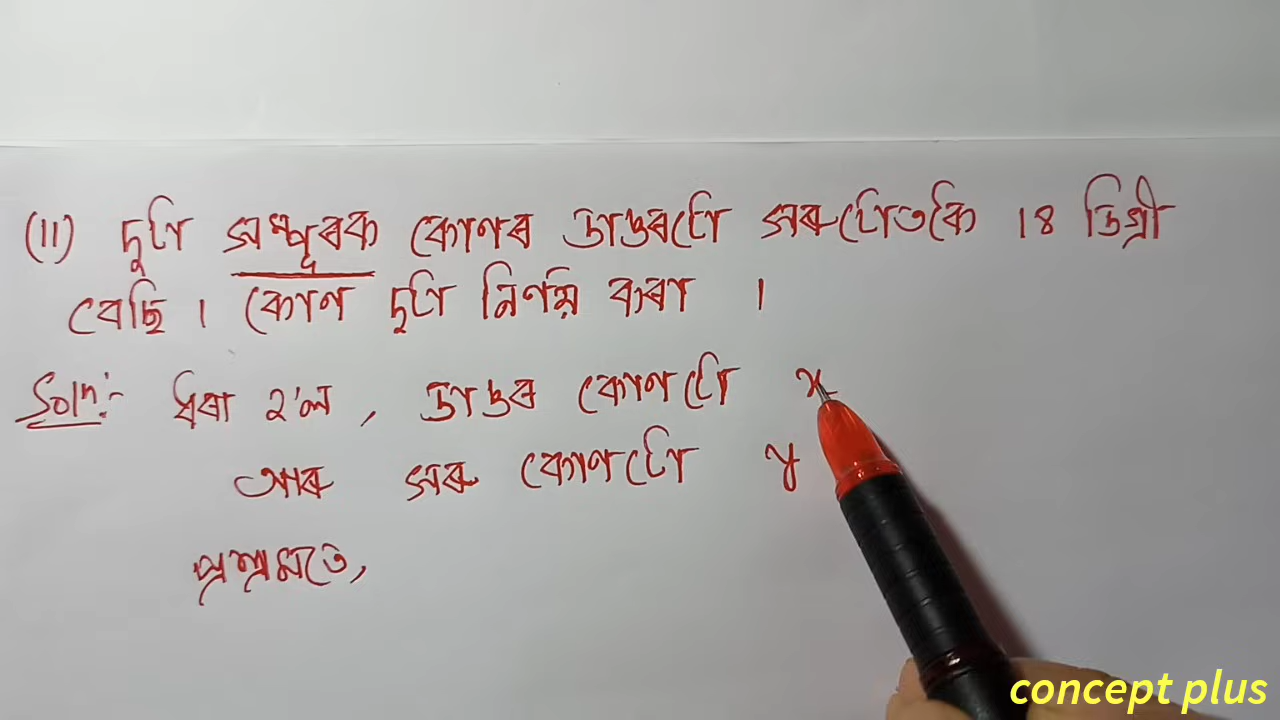 (11) দুটা সম্পূৰক কোণৰ ডাঙৰটো সৰুটোতকৈ 18 ডিগ্ৰী
বেছি । কোণ দুটা নিৰ্ণয় কৰা ।
Soln:- ধৰা হ'ল , ডাঙৰ কোণটো x
আৰু সৰু কোণটো y
প্ৰশ্নমতে,
concept plus